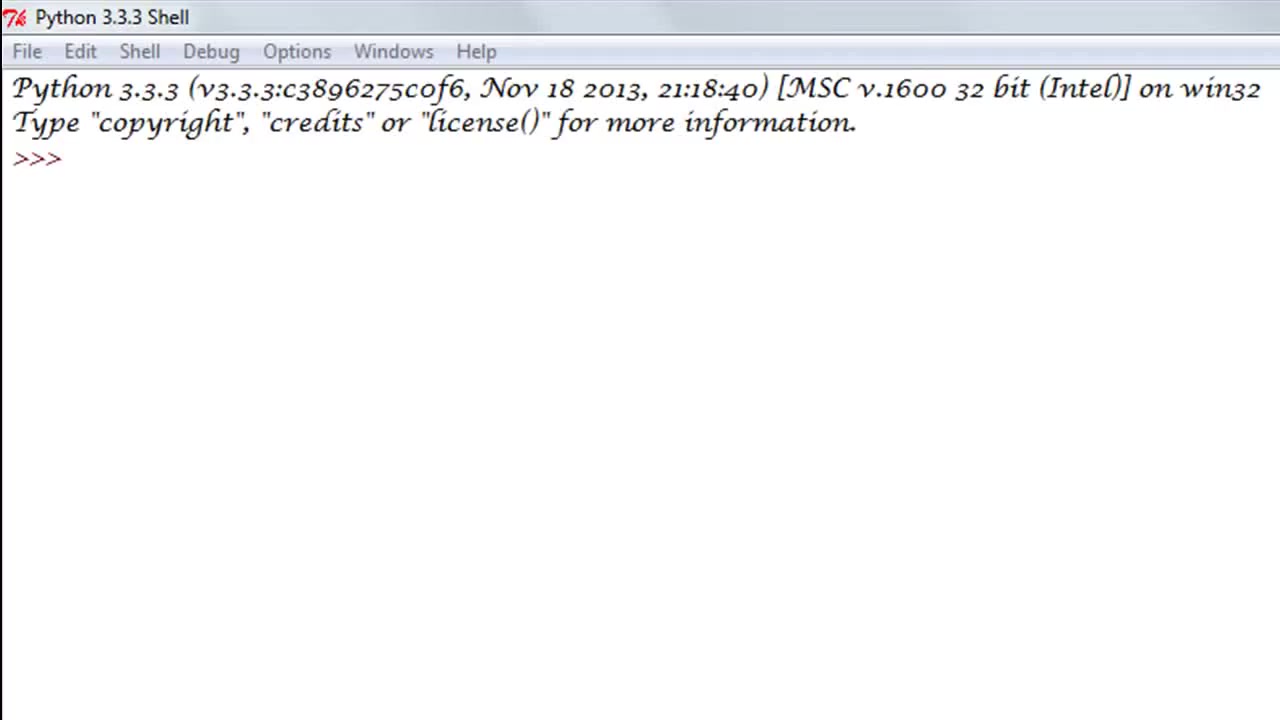 Python 3.3.3 Shell
File Edit Shell Debug Options Windows Help
Python 3.3.3 (v3.3.3:c3896275c0f6, Nov 18 2013, 21:18:40) [MSC v.1600 32 bit (Intel)] on win32
Type "copyright", "credits" or "license()" for more information.
>>>